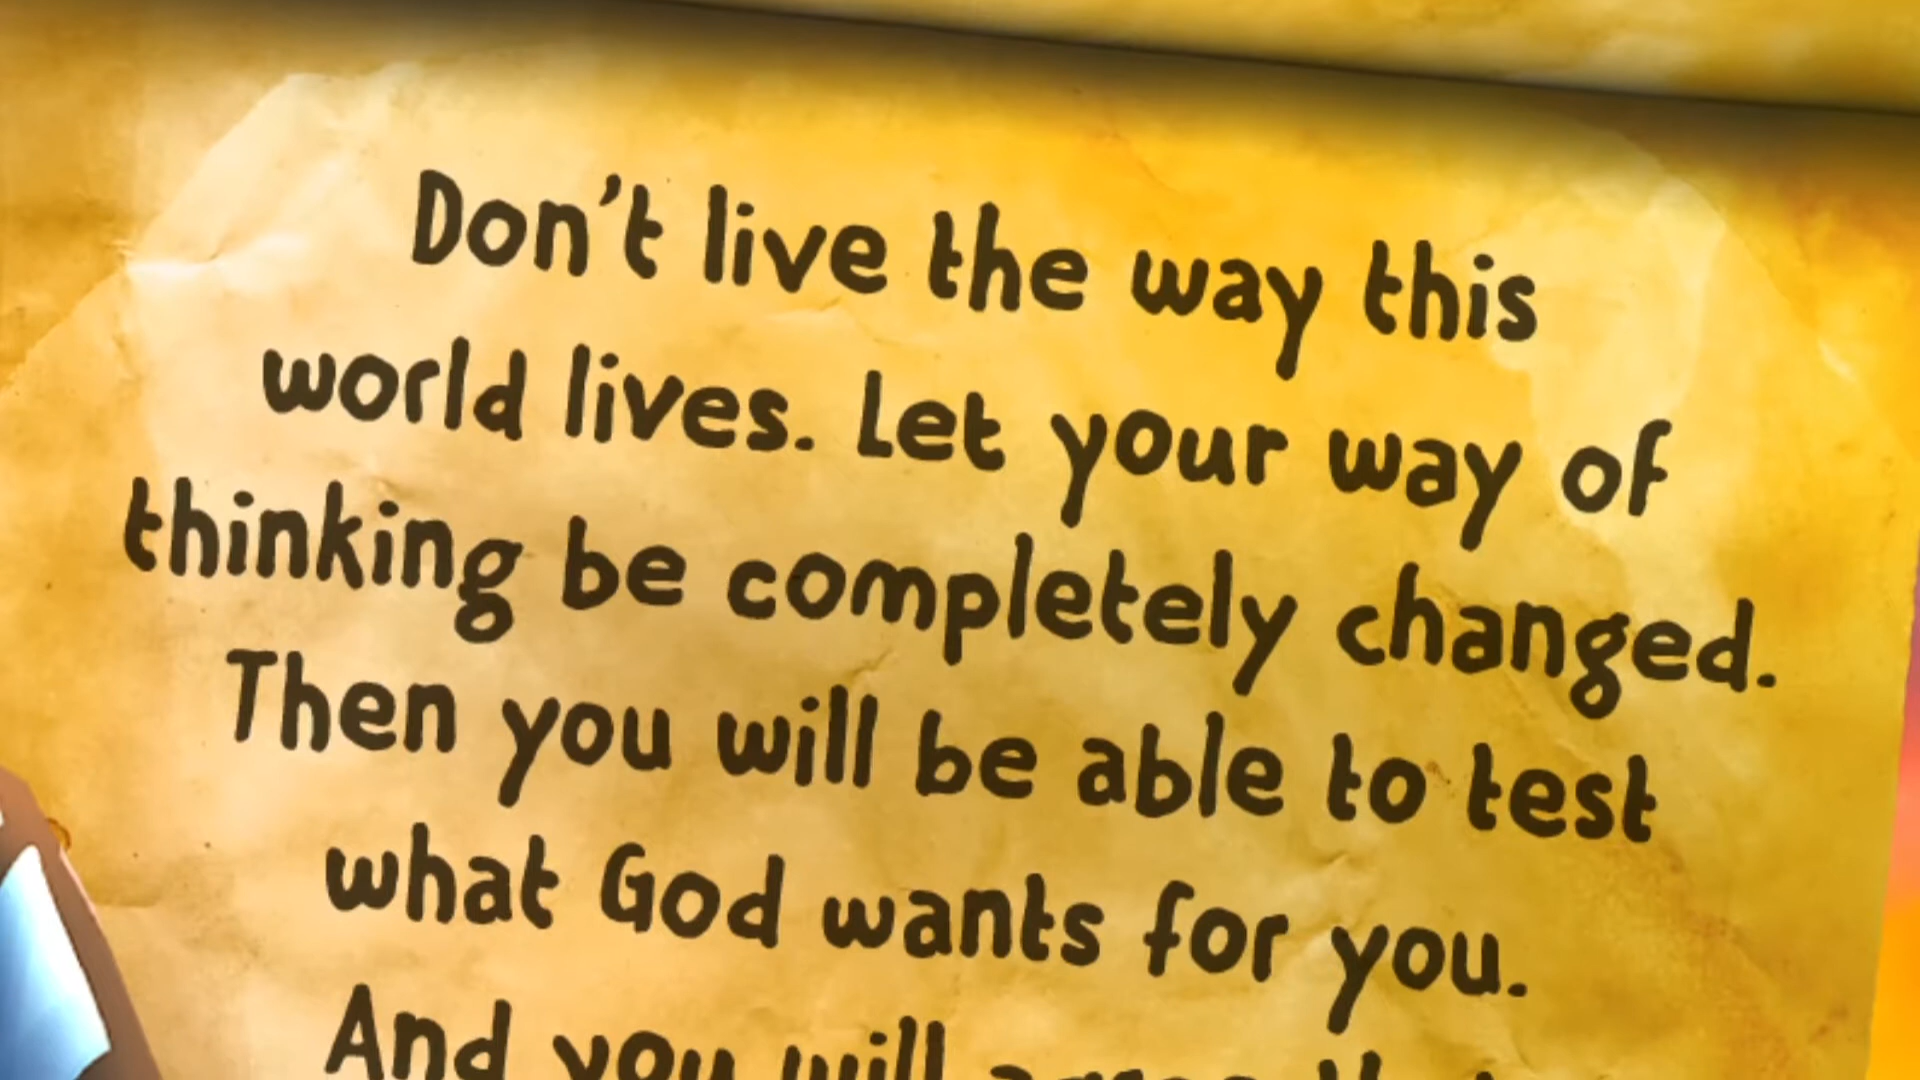 Don't live the way this
world lives. Let your way of
thinking be completely changed.
Then you will be able to test
what God wants for you.
And you will agree that